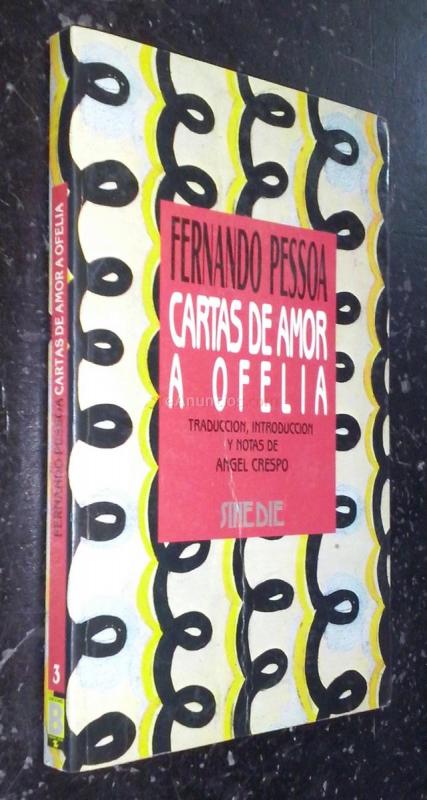 FERNANDO PESSOA
CARTAS DE AMOR
A OFELIA
TRADUCCION, INTRODUCCION
Y NOTAS DE
ANGEL CRESPO
SINE DIE
FERNANDO PESSOA CARTAS DE AMOR A OFELIA
3
B